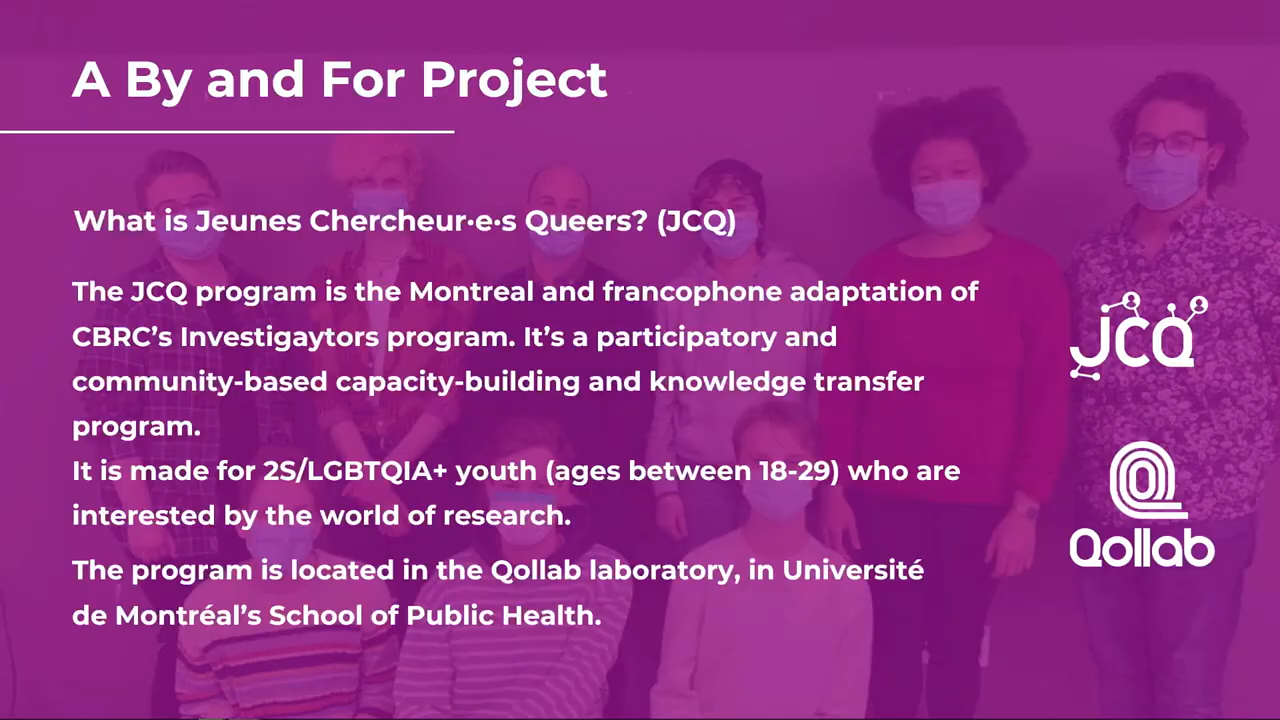 A By and For Project
What is Jeunes Chercheur·e·s Queers? (JCQ)
The JCQ program is the Montreal and francophone adaptation of
CBRC’s Investigaytors program. It’s a participatory and
community-based capacity-building and knowledge transfer
program.
It is made for 2S/LGBTQIA+ youth (ages between 18-29) who are
interested by the world of research.
The program is located in the Qollab laboratory, in Université
de Montréal’s School of Public Health.
JCQ
Qollab